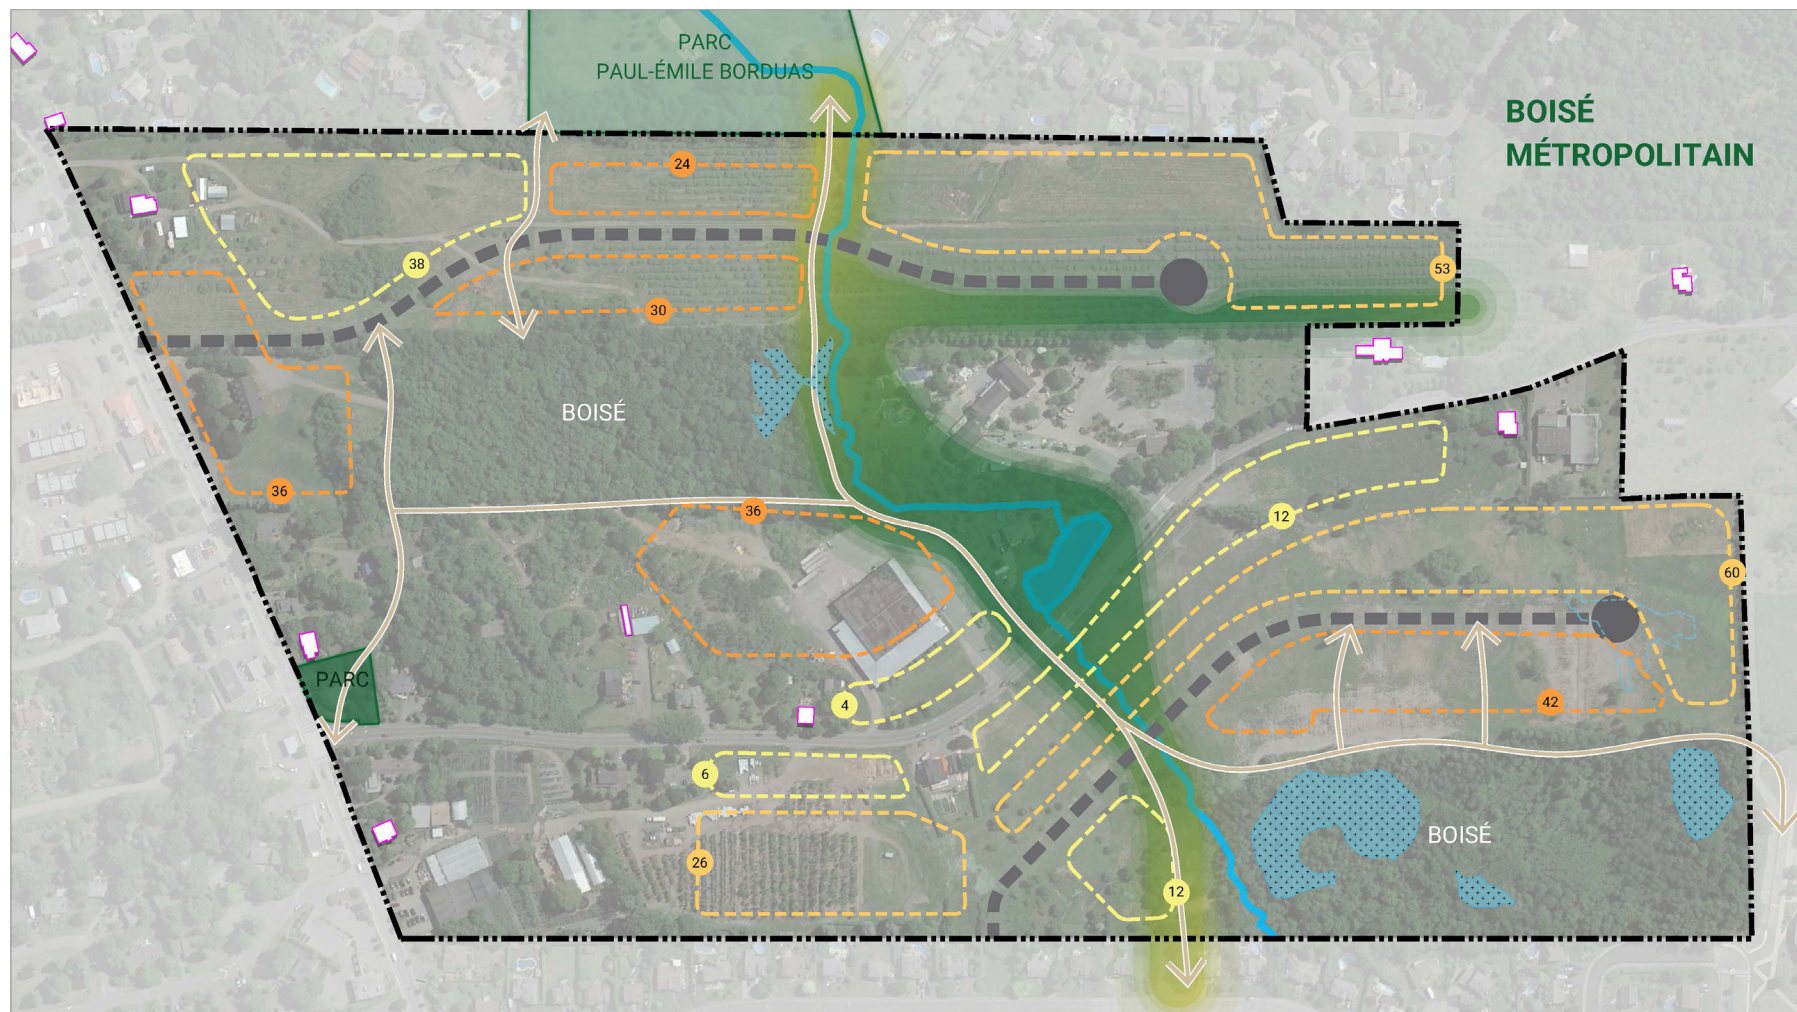 PARC
PAUL-ÉMILE BORDUAS
BOISÉ
MÉTROPOLITAIN
24
38
53
30
BOISÉ
36
36
12
60
PARC
4
42
6
BOISÉ
26
12